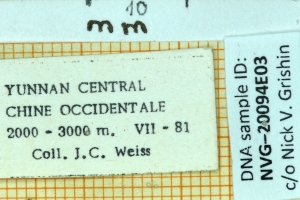 10
mm
YUNNAN CENTRAL
CHINE OCCIDENTALE
2000 - 3000 m. VII - 81
Coll. J.C. Weiss
DNA sample ID:
NVG-20094E03
c/o Nick V. Grishin